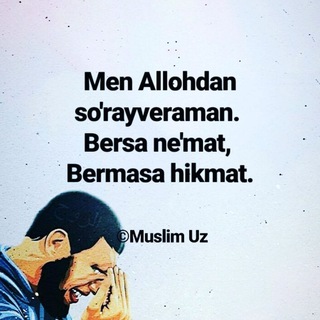 Men Allohdan
so'rayveraman.
Bersa ne'mat,
Bermasa hikmat.
©Muslim Uz